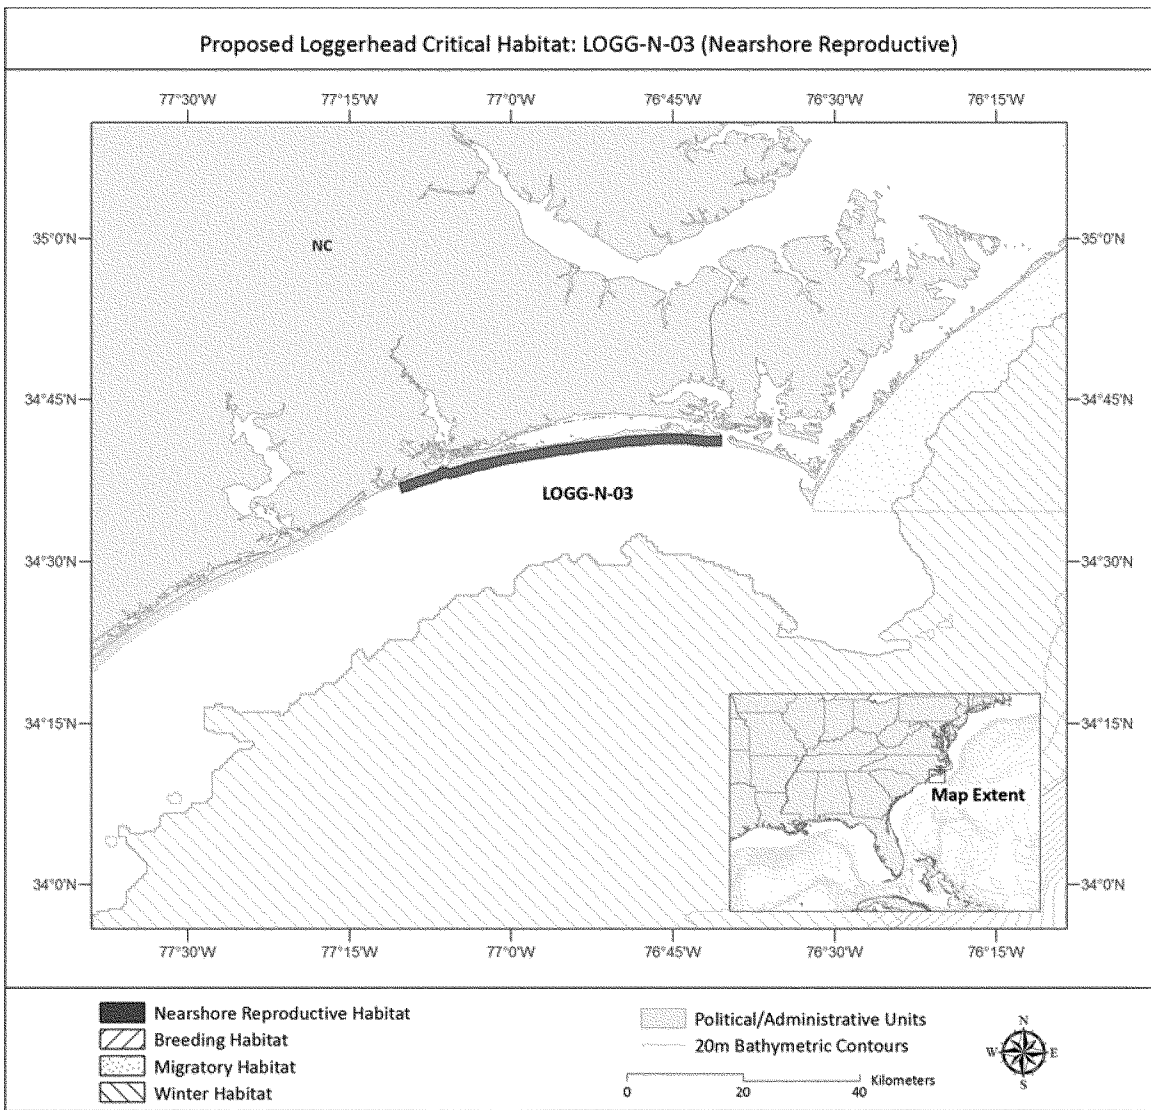 Proposed Loggerhead Critical Habitat: LOGG-N-03 (Nearshore Reproductive)
77°30'W 77°15'W 77°0'W 76°45'W 76°30'W 76°15'W
35°0'N NC 35°0'N
34°45'N 34°45'N
LOGG-N-03
34°30'N 34°30'N
34°15'N 34°15'N
Map Extent
34°0'N 34°0'N
77°30'W 77°15'W 77°0'W 76°45'W 76°30'W 76°15'W
Nearshore Reproductive Habitat
Breeding Habitat
Migratory Habitat
Winter Habitat
Political/Administrative Units
20m Bathymetric Contours
Kilometers
0 20 40
N
W E
S